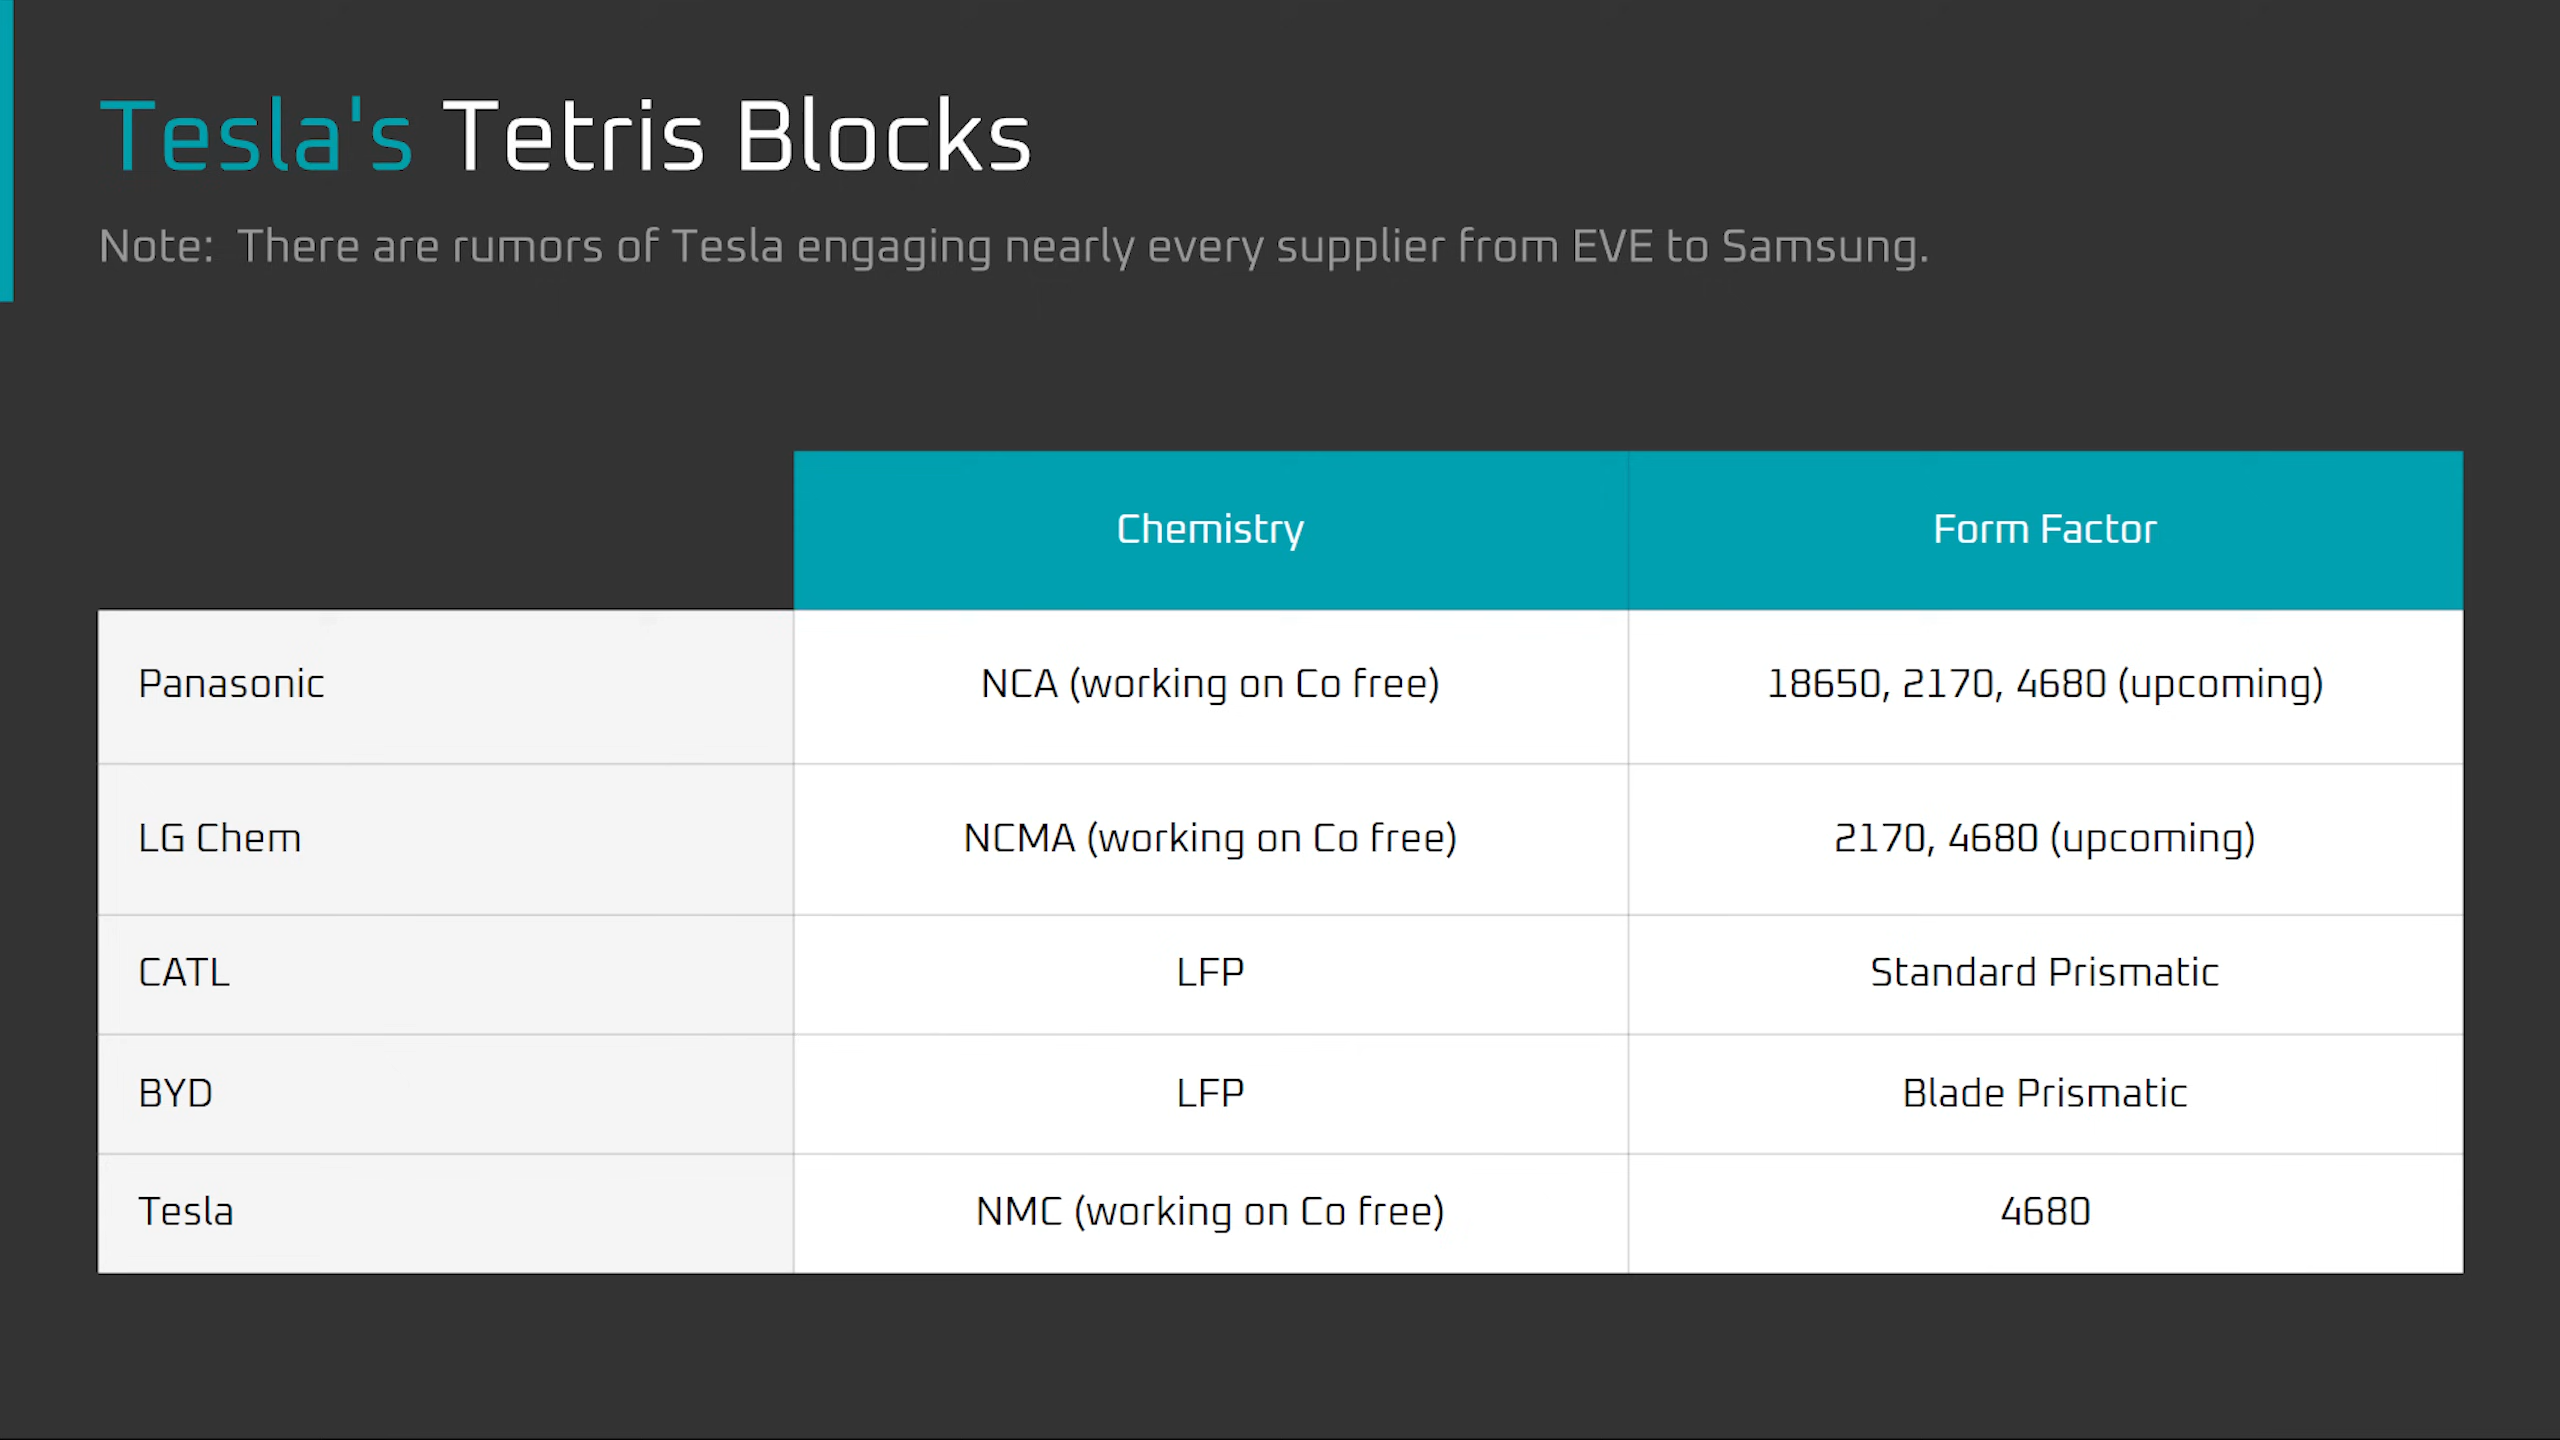 Tesla's Tetris Blocks
Note:  There are rumors of Tesla engaging nearly every supplier from EVE to Samsung.
Chemistry Form Factor
Panasonic NCA (working on Co free) 18650, 2170, 4680 (upcoming)
LG Chem NCMA (working on Co free) 2170, 4680 (upcoming)
CATL LFP Standard Prismatic
BYD LFP Blade Prismatic
Tesla NMC (working on Co free) 4680